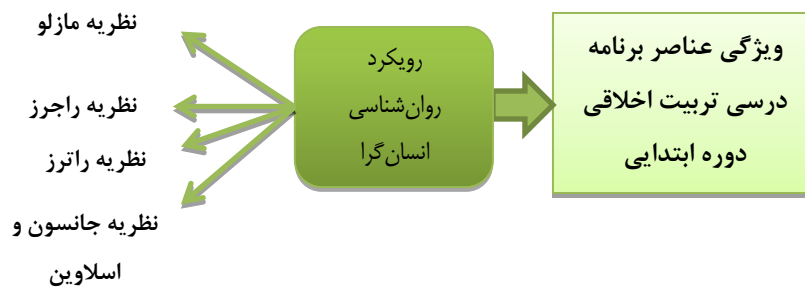 ویژگی عناصر برنامه
درسی تربیت اخلاقی
دوره ابتدایی
رویکرد
روان‌شناسی
انسان‌گرا
نظریه مازلو
نظریه راجرز
نظریه راترز
نظریه جانسون و
اسلاوین